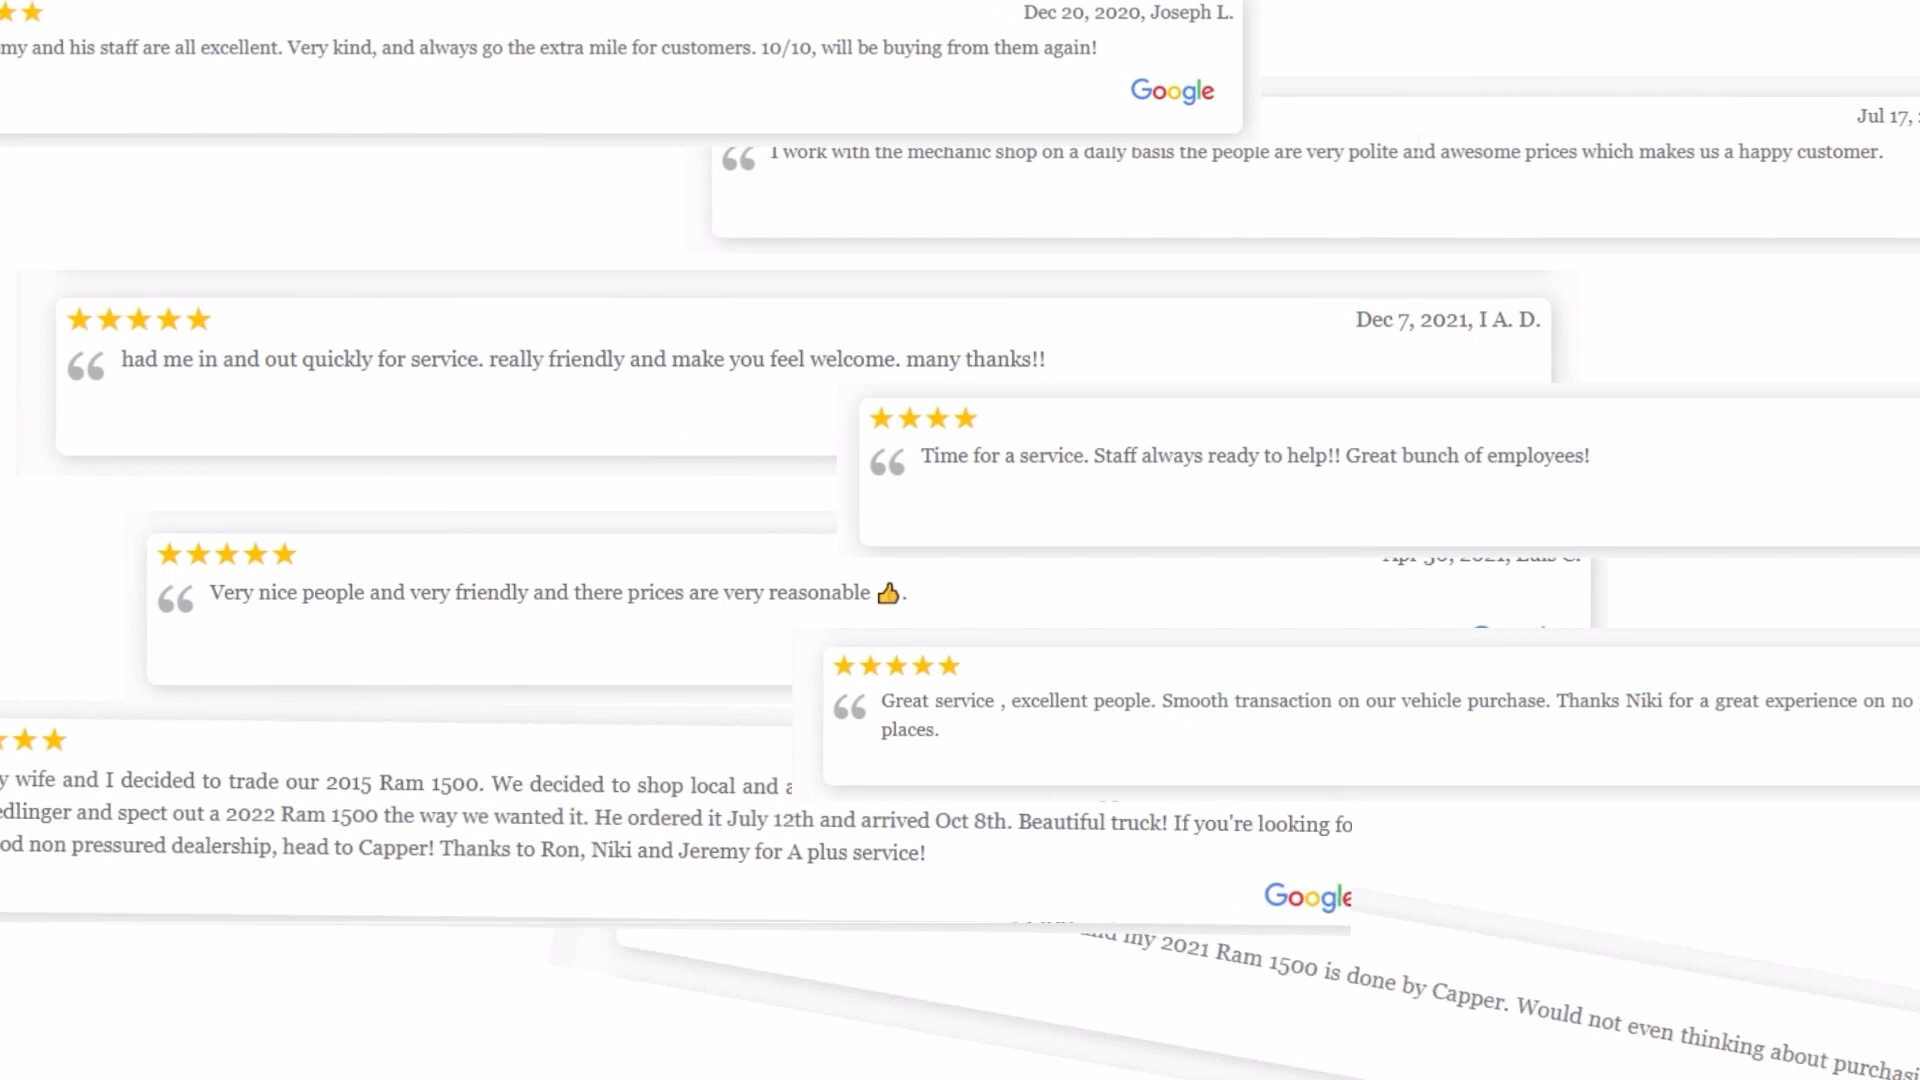 Dec 20, 2020, Joseph L.
my and his staff are all excellent. Very kind, and always go the extra mile for customers. 10/10, will be buying from them again!
Google
Jul 17,
I work with the mechanic shop on a daily basis the people are very polite and awesome prices which makes us a happy customer.
Dec 7, 2021, I A. D.
had me in and out quickly for service. really friendly and make you feel welcome. many thanks!!
Time for a service. Staff always ready to help!! Great bunch of employees!
Apr 30, 2021, Luis C.
Very nice people and very friendly and there prices are very reasonable 👍.
Great service , excellent people. Smooth transaction on our vehicle purchase. Thanks Niki for a great experience on no
places.
y wife and I decided to trade our 2015 Ram 1500. We decided to shop local and a
edlinger and spect out a 2022 Ram 1500 the way we wanted it. He ordered it July 12th and arrived Oct 8th. Beautiful truck! If you're looking fo
od non pressured dealership, head to Capper! Thanks to Ron, Niki and Jeremy for A plus service!
Google
and my 2021 Ram 1500 is done by Capper. Would not even thinking about purchasi